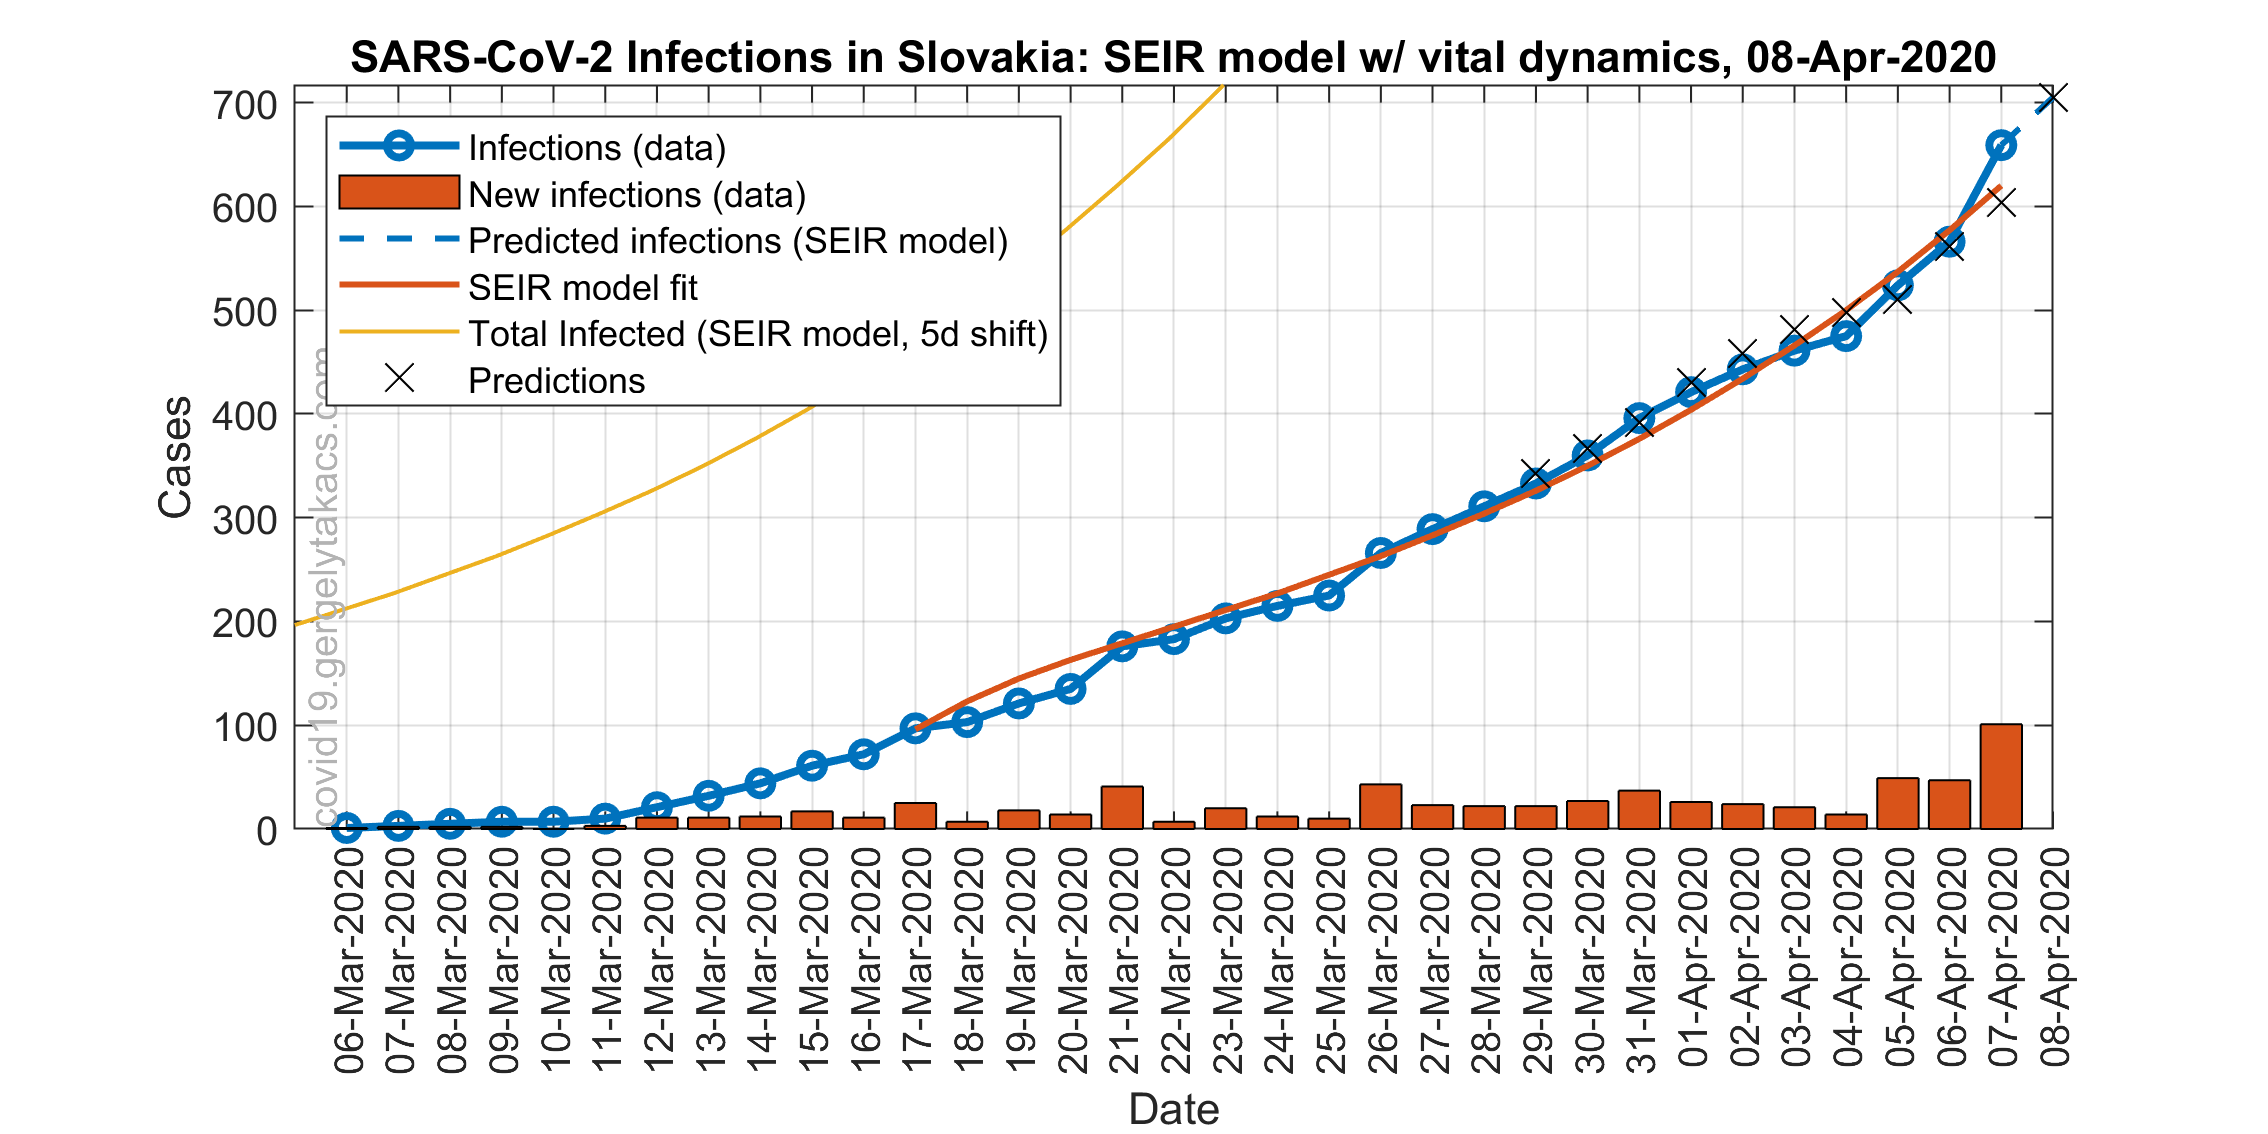 SARS-CoV-2 Infections in Slovakia: SEIR model w/ vital dynamics, 08-Apr-2020
700
600
500
400
300
200
100
0
Cases
Infections (data)
New infections (data)
Predicted infections (SEIR model)
SEIR model fit
Total Infected (SEIR model, 5d shift)
Predictions
covid19.gergelytakacs.com
06-Mar-2020
07-Mar-2020
08-Mar-2020
09-Mar-2020
10-Mar-2020
11-Mar-2020
12-Mar-2020
13-Mar-2020
14-Mar-2020
15-Mar-2020
16-Mar-2020
17-Mar-2020
18-Mar-2020
19-Mar-2020
20-Mar-2020
21-Mar-2020
22-Mar-2020
23-Mar-2020
24-Mar-2020
25-Mar-2020
26-Mar-2020
27-Mar-2020
28-Mar-2020
29-Mar-2020
30-Mar-2020
31-Mar-2020
01-Apr-2020
02-Apr-2020
03-Apr-2020
04-Apr-2020
05-Apr-2020
06-Apr-2020
07-Apr-2020
08-Apr-2020
Date